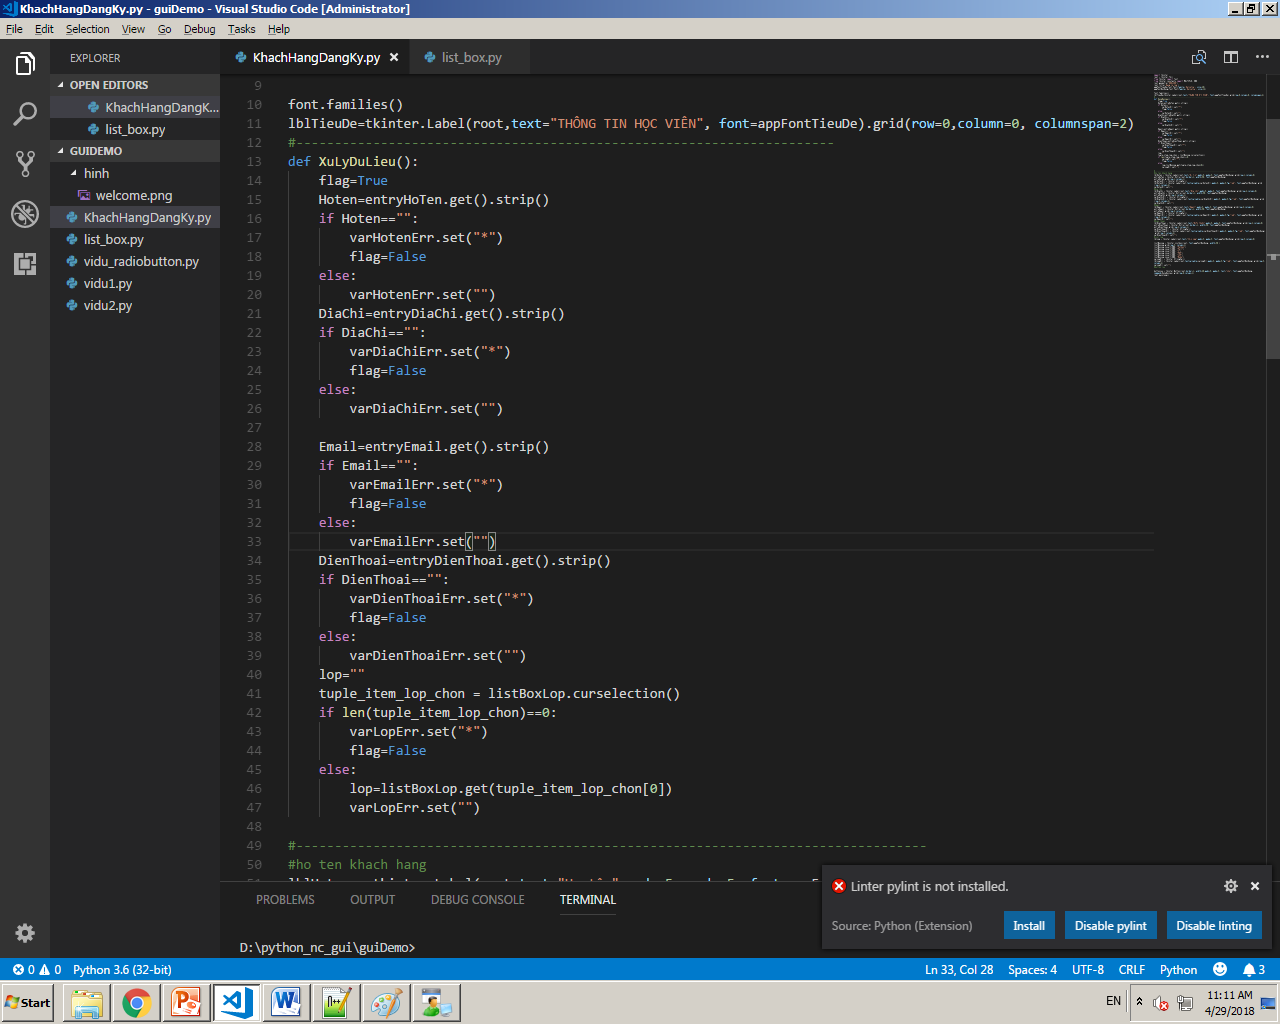 KhachHangDangKy.py - guiDemo - Visual Studio Code [Administrator]
File Edit Selection View Go Debug Tasks Help
EXPLORER
OPEN EDITORS
KhachHangDangK...
list_box.py
GUIDEMO
hinh
welcome.png
KhachHangDangKy.py
list_box.py
vidu_radiobutton.py
vidu1.py
vidu2.py
KhachHangDangKy.py list_box.py
9
10 font.families()
11 lblTieuDe=tkinter.Label(root,text="THÔNG TIN HỌC VIÊN", font=appFontTieuDe).grid(row=0,column=0, columnspan=2)
12 #----------------------------------------------------------------------
13 def XuLyDuLieu():
14 flag=True
15 Hoten=entryHoTen.get().strip()
16 if Hoten=="":
17 varHotenErr.set("*")
18 flag=False
19 else:
20 varHotenErr.set("")
21 DiaChi=entryDiaChi.get().strip()
22 if DiaChi=="":
23 varDiaChiErr.set("*")
24 flag=False
25 else:
26 varDiaChiErr.set("")
27
28 Email=entryEmail.get().strip()
29 if Email=="":
30 varEmailErr.set("*")
31 flag=False
32 else:
33 varEmailErr.set("")
34 DienThoai=entryDienThoai.get().strip()
35 if DienThoai=="":
36 varDienThoaiErr.set("*")
37 flag=False
38 else:
39 varDienThoaiErr.set("")
40 lop=""
41 tuple_item_lop_chon = listBoxLop.curselection()
42 if len(tuple_item_lop_chon)==0:
43 varLopErr.set("*")
44 flag=False
45 else:
46 lop=listBoxLop.get(tuple_item_lop_chon[0])
47 varLopErr.set("")
48
49 #----------------------------------------------------------------------------------
50 #ho ten khach hang
PROBLEMS OUTPUT DEBUG CONSOLE TERMINAL
D:\python_nc_gui\guiDemo>
Linter pylint is not installed.
Source: Python (Extension) Install Disable pylint Disable linting
0 0 Python 3.6 (32-bit) Ln 33, Col 28 Spaces: 4 UTF-8 CRLF Python 3
Start EN 11:11 AM
4/29/2018